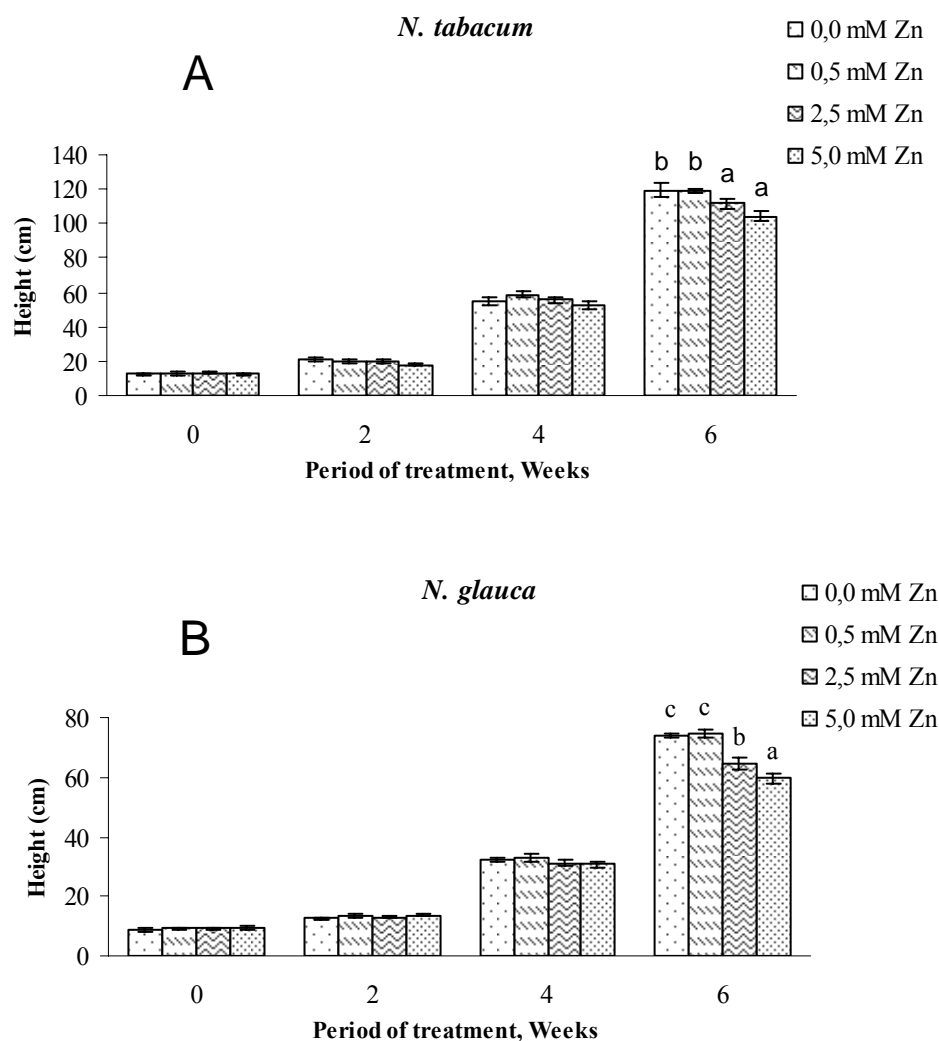 N. tabacum
A
0,0 mM Zn
0,5 mM Zn
2,5 mM Zn
5,0 mM Zn
Height (cm)
140
120
100
80
60
40
20
0
b b a a
0 2 4 6
Period of treatment, Weeks
N. glauca
B
0,0 mM Zn
0,5 mM Zn
2,5 mM Zn
5,0 mM Zn
Height (cm)
80
60
40
20
0
c c b a
0 2 4 6
Period of treatment, Weeks